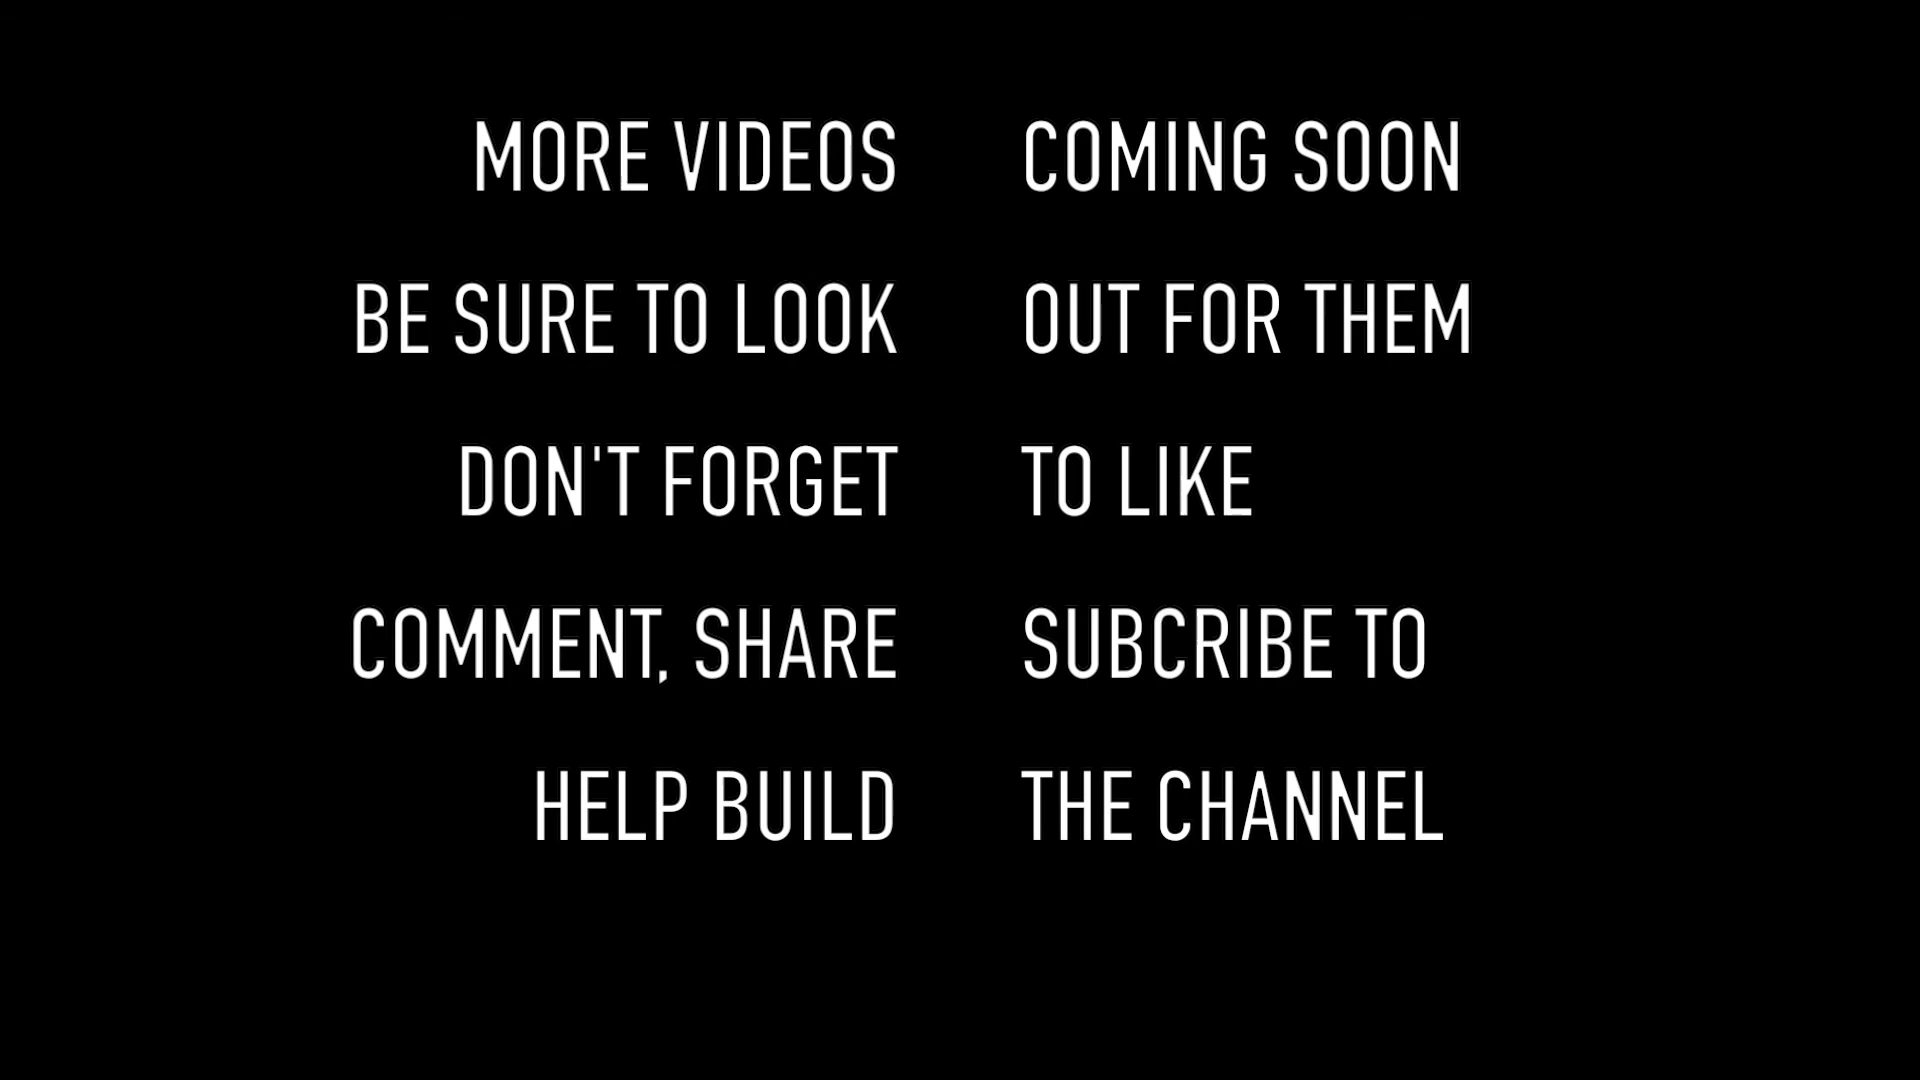 MORE VIDEOS COMING SOON
BE SURE TO LOOK OUT FOR THEM
DON'T FORGET TO LIKE
COMMENT, SHARE SUBCRIBE TO
HELP BUILD THE CHANNEL